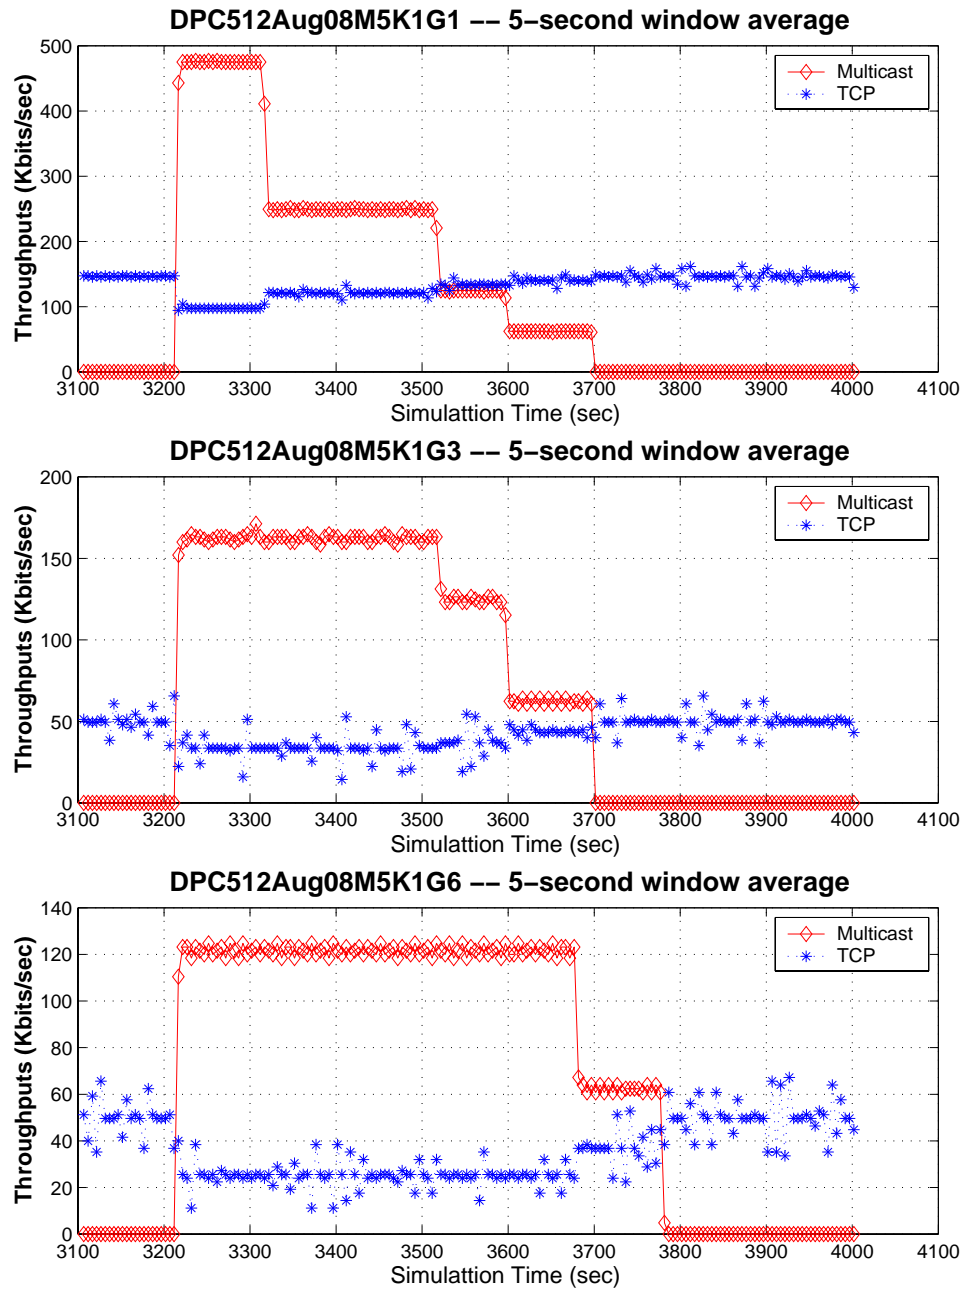 DPC512Aug08M5K1G1 −− 5−second window average
Throughputs (Kbits/sec)
500
400
300
200
100
0
Multicast
TCP
3100 3200 3300 3400 3500 3600 3700 3800 3900 4000 4100
Simulattion Time (sec)
DPC512Aug08M5K1G3 −− 5−second window average
Throughputs (Kbits/sec)
200
150
100
50
0
Multicast
TCP
3100 3200 3300 3400 3500 3600 3700 3800 3900 4000 4100
Simulattion Time (sec)
DPC512Aug08M5K1G6 −− 5−second window average
Throughputs (Kbits/sec)
140
120
100
80
60
40
20
0
Multicast
TCP
3100 3200 3300 3400 3500 3600 3700 3800 3900 4000 4100
Simulattion Time (sec)